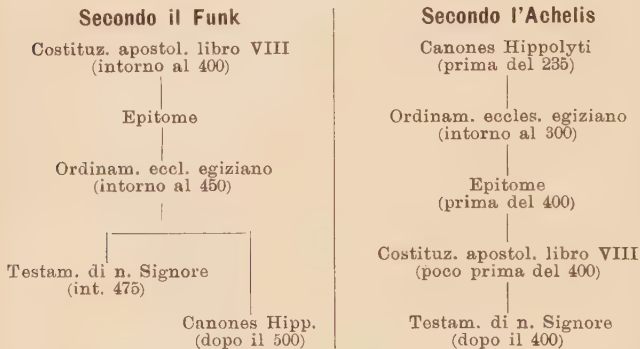 Secondo il Funk
Costituz. apostol. libro VIII
(intorno al 400)
Epitome
Ordinam. eccl. egiziano
(intorno al 450)
Testam. di n. Signore
(int. 475)
Canones Hipp.
(dopo il 500)
Secondo l'Achelis
Canones Hippolyti
(prima del 235)
Ordinam. eccles. egiziano
(intorno al 300)
Epitome
(prima del 400)
Costituz. apostol. libro VIII
(poco prima del 400)
Testam. di n. Signore
(dopo il 400)